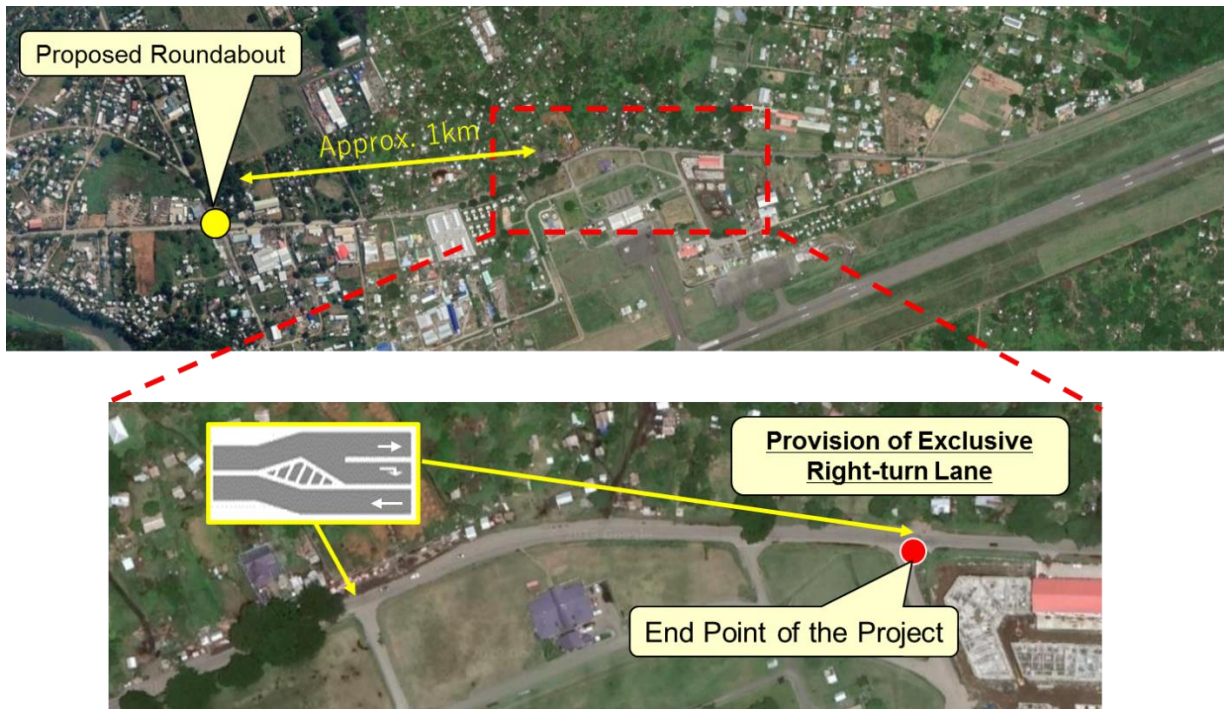 Proposed Roundabout
Approx. 1km
Provision of Exclusive
Right-turn Lane
End Point of the Project